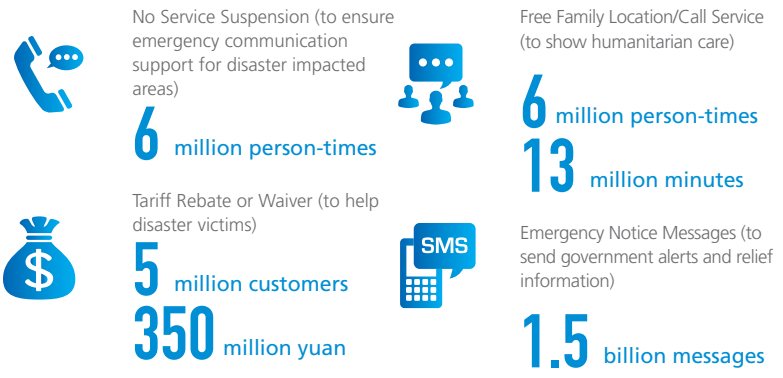 No Service Suspension (to ensure
emergency communication
support for disaster impacted
areas)
6 million person-times
Free Family Location/Call Service
(to show humanitarian care)
6 million person-times
13 million minutes
$
Tariff Rebate or Waiver (to help
disaster victims)
5 million customers
350 million yuan
SMS
Emergency Notice Messages (to
send government alerts and relief
information)
1.5 billion messages